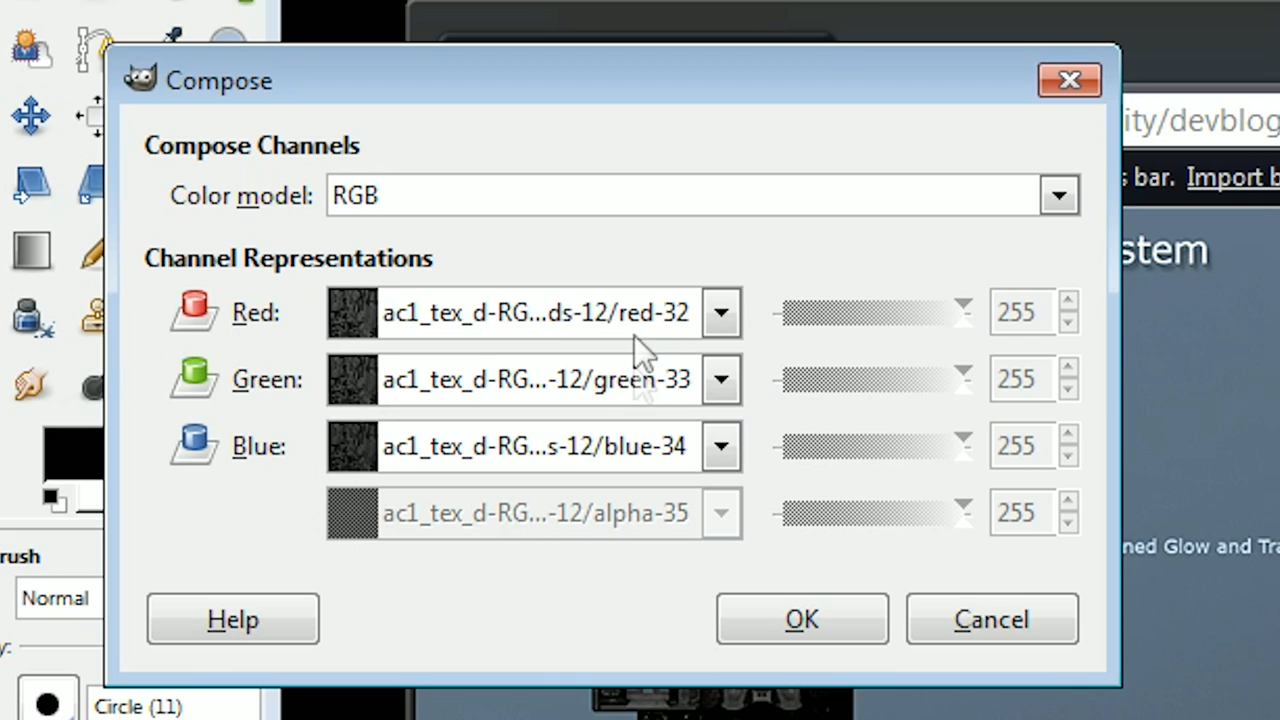 Compose
ity/devblog
Compose Channels
s bar. Import b
Color model: RGB
stem
Channel Representations
Red: ac1_tex_d-RG...ds-12/red-32 255
Green: ac1_tex_d-RG...-12/green-33 255
Blue: ac1_tex_d-RG...s-12/blue-34 255
ac1_tex_d-RG...-12/alpha-35 255
ned Glow and Tra
rush
Normal
Help OK Cancel
y:
Circle (11)